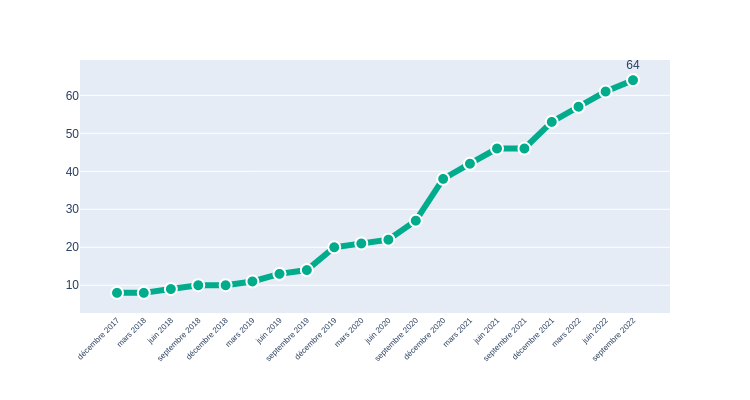 64
60
50
40
30
20
10
décembre 2017
mars 2018
juin 2018
septembre 2018
décembre 2018
mars 2019
juin 2019
septembre 2019
décembre 2019
mars 2020
juin 2020
septembre 2020
décembre 2020
mars 2021
juin 2021
septembre 2021
décembre 2021
mars 2022
juin 2022
septembre 2022